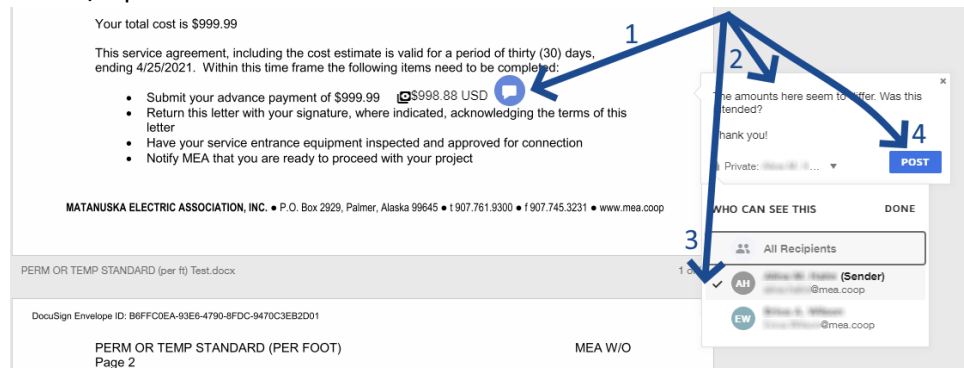 Your total cost is $999.99
This service agreement, including the cost estimate is valid for a period of thirty (30) days,
ending 4/25/2021. Within this time frame the following items need to be completed:
• Submit your advance payment of $999.99 $998.88 USD
• Return this letter with your signature, where indicated, acknowledging the terms of this
letter
• Have your service entrance equipment inspected and approved for connection
• Notify MEA that you are ready to proceed with your project
MATANUSKA ELECTRIC ASSOCIATION, INC. ● P.O. Box 2929, Palmer, Alaska 99645 ● t 907.761.9300 ● f 907.745.3231 ● www.mea.coop
PERM OR TEMP STANDARD (per ft) Test.docx
1 o
DocuSign Envelope ID: B6FFC0EA-93E6-4790-8FDC-9470C3EB2D01
PERM OR TEMP STANDARD (PER FOOT) MEA W/O
Page 2
1
2
3
4
×
The amounts here seem to differ. Was this
intended?
Thank you!
Private: ... ▼
POST
WHO CAN SEE THIS DONE
All Recipients
✓ AH (Sender)
@mea.coop
EW
@mea.coop